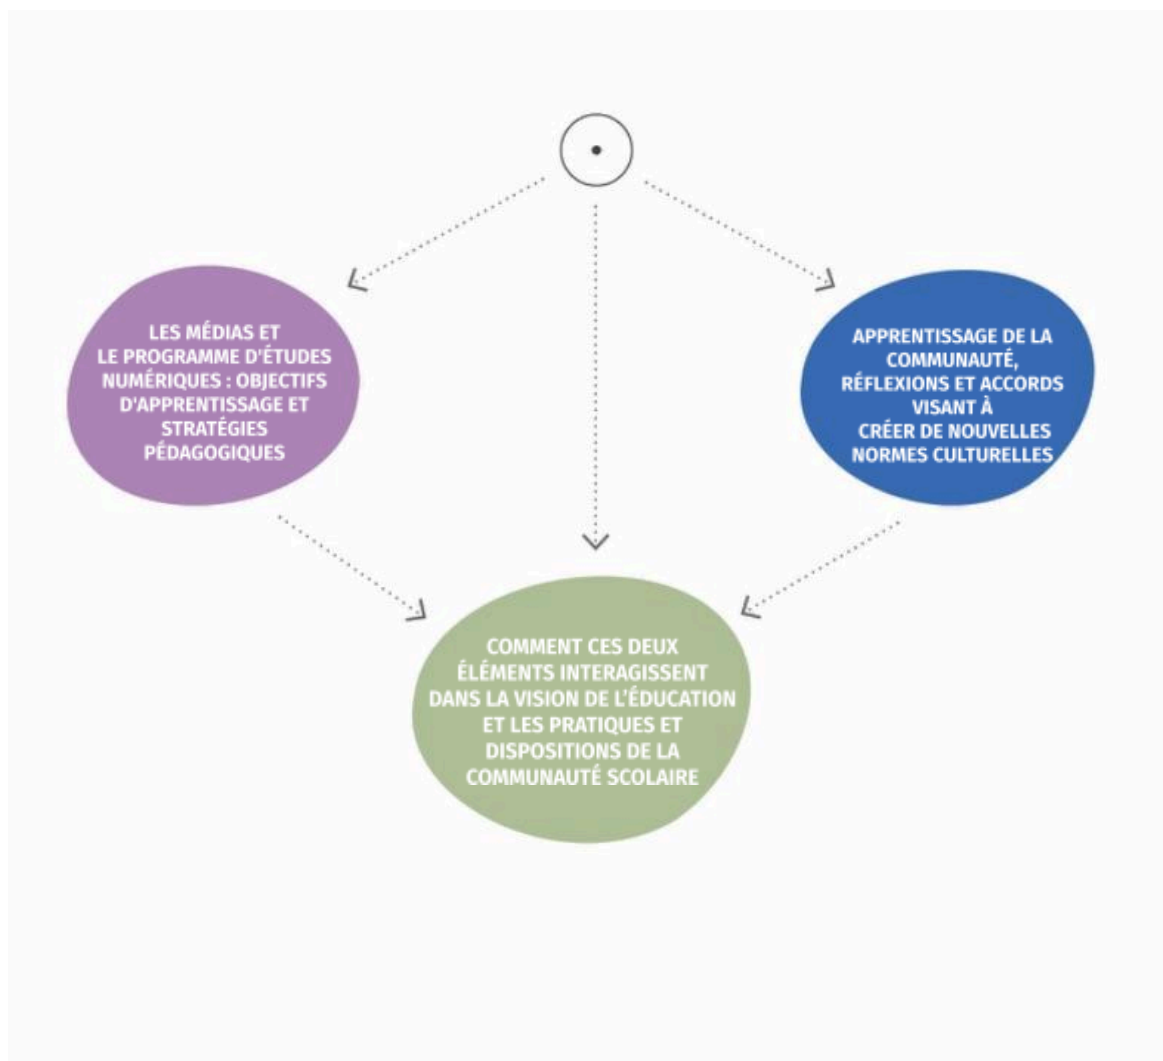 LES MÉDIAS ET
LE PROGRAMME D'ÉTUDES
NUMÉRIQUES : OBJECTIFS
D'APPRENTISSAGE ET
STRATÉGIES
PÉDAGOGIQUES
APPRENTISSAGE DE LA
COMMUNAUTÉ,
RÉFLEXIONS ET ACCORDS
VISANT À
CRÉER DE NOUVELLES
NORMES CULTURELLES
COMMENT CES DEUX
ÉLÉMENTS INTERAGISSENT
DANS LA VISION DE L'ÉDUCATION
ET LES PRATIQUES ET
DISPOSITIONS DE LA
COMMUNAUTÉ SCOLAIRE